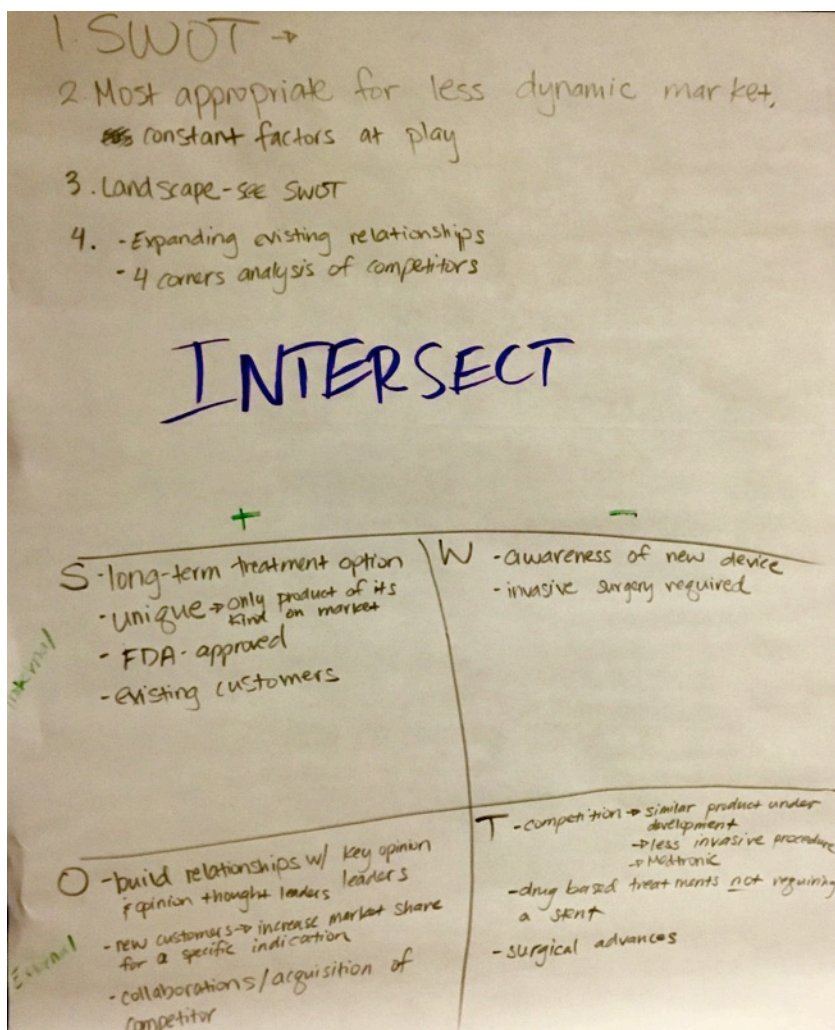 1. SWOT →
2. Most appropriate for less dynamic market,
constant factors at play
3. Landscape - see SWOT
4. - Expanding existing relationships
- 4 corners analysis of competitors
INTERSECT
+
-
S - long-term treatment option
- unique → only product of its
kind on market
- FDA - approved
- existing customers
Internal
W - awareness of new device
- invasive surgery required
O - build relationships w/ key opinion
& opinion thought leaders leaders
- new customers → increase market share
for a specific indication
- collaborations/acquisition of
competitor
External
T - competition → similar product under
development
→ less invasive procedure
→ Medtronic
- drug based treatments not requiring
a stent
- surgical advances